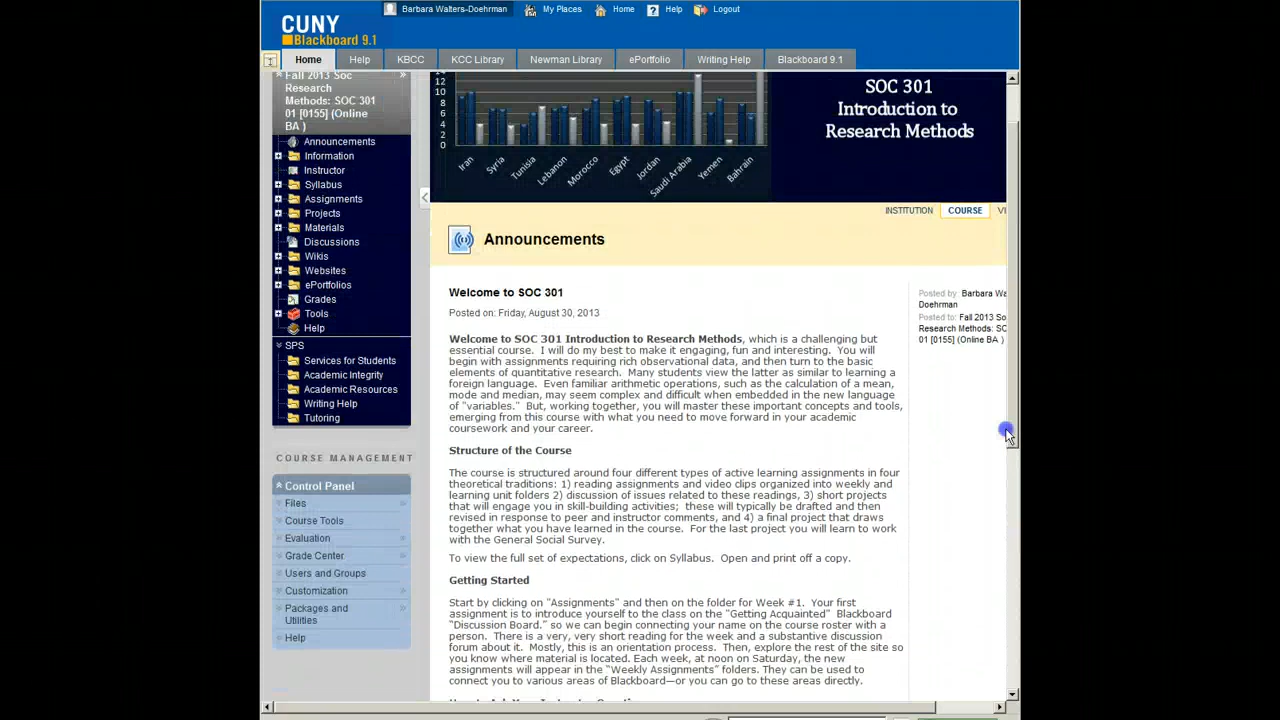 Barbara Walters-Doehrman My Places Home Help Logout
CUNY
Blackboard 9.1
Home Help KBCC KCC Library Newman Library ePortfolio Writing Help Blackboard 9.1
Fall 2013 Soc
Research
Methods: SOC 301
01 [0155] (Online
BA )
Announcements
Information
Instructor
Syllabus
Assignments
Projects
Materials
Discussions
Wikis
Websites
ePortfolios
Grades
Tools
Help
SPS
Services for Students
Academic Integrity
Academic Resources
Writing Help
Tutoring
COURSE MANAGEMENT
Control Panel
Files
Course Tools
Evaluation
Grade Center
Users and Groups
Customization
Packages and
Utilities
Help
14
12
10
8
6
4
2
0
Iran Syria Tunisia Lebanon Morocco Egypt Jordan Saudi Arabia Yemen Bahrain
SOC 301
Introduction to
Research Methods
INSTITUTION COURSE VI
Announcements
Welcome to SOC 301
Posted on: Friday, August 30, 2013
Welcome to SOC 301 Introduction to Research Methods, which is a challenging but
essential course. I will do my best to make it engaging, fun and interesting. You will
begin with assignments requiring rich observational data, and then turn to the basic
elements of quantitative research. Many students view the latter as similar to learning a
foreign language. Even familiar arithmetic operations, such as the calculation of a mean,
mode and median, may seem complex and difficult when embedded in the new language
of "variables." But, working together, you will master these important concepts and tools,
emerging from this course with what you need to move forward in your academic
coursework and your career.
Structure of the Course
The course is structured around four different types of active learning assignments in four
theoretical traditions: 1) reading assignments and video clips organized into weekly and
learning unit folders 2) discussion of issues related to these readings, 3) short projects
that will engage you in skill-building activities; these will typically be drafted and then
revised in response to peer and instructor comments, and 4) a final project that draws
together what you have learned in the course. For the last project you will learn to work
with the General Social Survey.
To view the full set of expectations, click on Syllabus. Open and print off a copy.
Getting Started
Start by clicking on "Assignments" and then on the folder for Week #1. Your first
assignment is to introduce yourself to the class on the "Getting Acquainted" Blackboard
"Discussion Board." so we can begin connecting your name on the course roster with a
person. There is a very, very short reading for the week and a substantive discussion
forum about it. Mostly, this is an orientation process. Then, explore the rest of the site so
you know where material is located. Each week, at noon on Saturday, the new
assignments will appear in the "Weekly Assignments" folders. They can be used to
connect you to various areas of Blackboard—or you can go to these areas directly.
Posted by: Barbara Wa
Doehrman
Posted to: Fall 2013 So
Research Methods: SC
01 [0155] (Online BA )